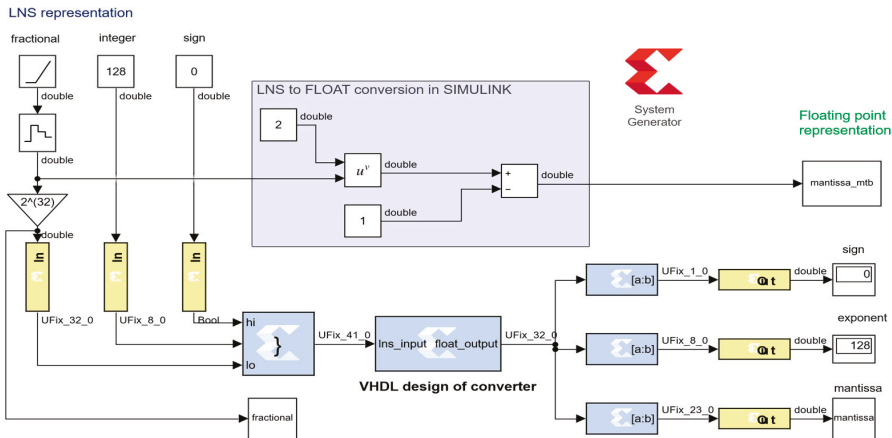 LNS representation
fractional
integer
sign
128
0
double
double
double
double
LNS to FLOAT conversion in SIMULINK
2
double
u^v
double
1
double
+
−
double
System
Generator
Floating point
representation
mantissa_mtb
2^(32)
double
In
In
In
UFix_32_0
UFix_8_0
Bool
hi
}
lo
UFix_41_0
lns_input float_output
UFix_32_0
VHDL design of converter
[a:b]
UFix_1_0
Out
double
sign
0
[a:b]
UFix_8_0
Out
double
exponent
128
[a:b]
UFix_23_0
Out
double
mantissa
mantissa
fractional